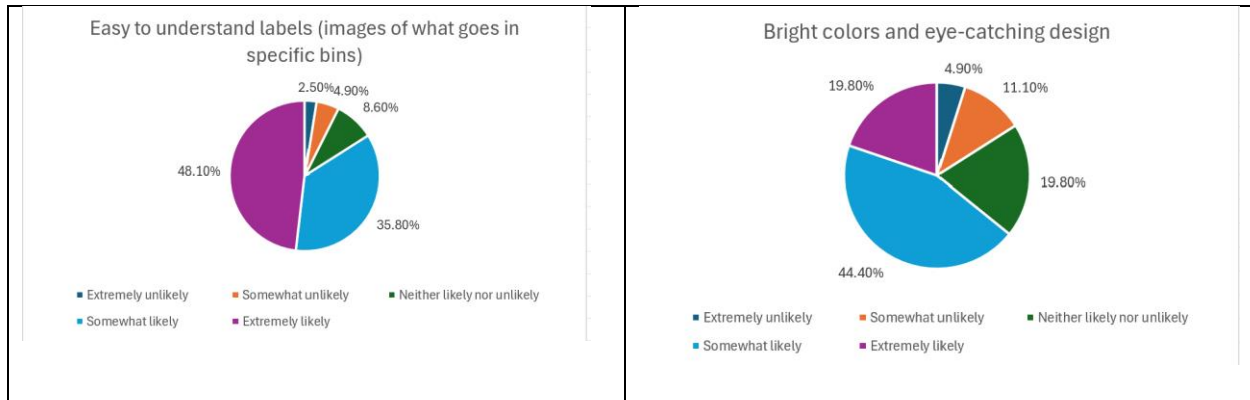 Easy to understand labels (images of what goes in
specific bins)
2.50%
4.90%
8.60%
35.80%
48.10%
Extremely unlikely
Somewhat unlikely
Neither likely nor unlikely
Somewhat likely
Extremely likely
Bright colors and eye-catching design
4.90%
11.10%
19.80%
44.40%
19.80%
Extremely unlikely
Somewhat unlikely
Neither likely nor unlikely
Somewhat likely
Extremely likely